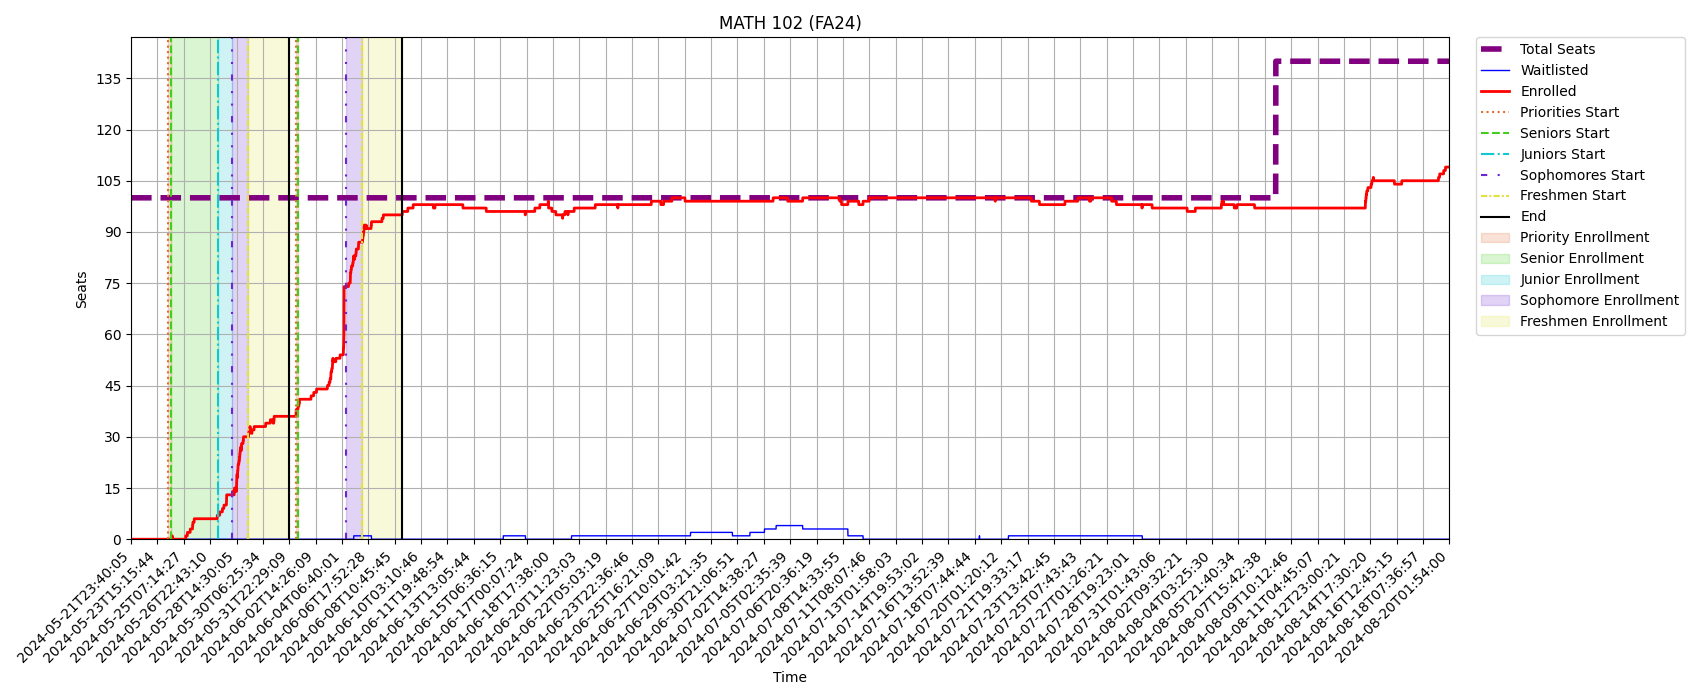 MATH 102 (FA24)
Seats
135
120
105
90
75
60
45
30
15
0
2024-05-21T23:40:05
2024-05-23T15:15:44
2024-05-25T07:14:27
2024-05-26T22:43:10
2024-05-28T14:30:05
2024-05-30T06:25:34
2024-05-31T22:29:09
2024-06-02T14:26:09
2024-06-04T06:40:01
2024-06-06T17:52:28
2024-06-08T10:45:45
2024-06-10T03:10:46
2024-06-11T19:48:54
2024-06-13T13:05:44
2024-06-15T06:36:15
2024-06-17T00:07:24
2024-06-18T17:38:00
2024-06-20T11:23:03
2024-06-22T05:03:19
2024-06-23T22:36:46
2024-06-25T16:21:09
2024-06-27T10:01:42
2024-06-29T03:21:35
2024-06-30T21:06:51
2024-07-02T14:38:27
2024-07-05T02:35:39
2024-07-06T20:36:19
2024-07-08T14:33:55
2024-07-11T08:07:46
2024-07-13T01:58:03
2024-07-14T19:53:02
2024-07-16T13:52:39
2024-07-18T07:44:44
2024-07-20T01:20:12
2024-07-21T19:33:17
2024-07-23T13:42:45
2024-07-25T07:43:43
2024-07-27T01:26:21
2024-07-28T19:23:01
2024-07-31T01:43:06
2024-08-02T09:32:21
2024-08-04T03:25:30
2024-08-05T21:40:34
2024-08-07T15:42:38
2024-08-09T10:12:46
2024-08-11T04:45:07
2024-08-12T23:00:21
2024-08-14T17:30:20
2024-08-16T12:45:15
2024-08-18T07:36:57
2024-08-20T01:54:00
Time
Total Seats
Waitlisted
Enrolled
Priorities Start
Seniors Start
Juniors Start
Sophomores Start
Freshmen Start
End
Priority Enrollment
Senior Enrollment
Junior Enrollment
Sophomore Enrollment
Freshmen Enrollment